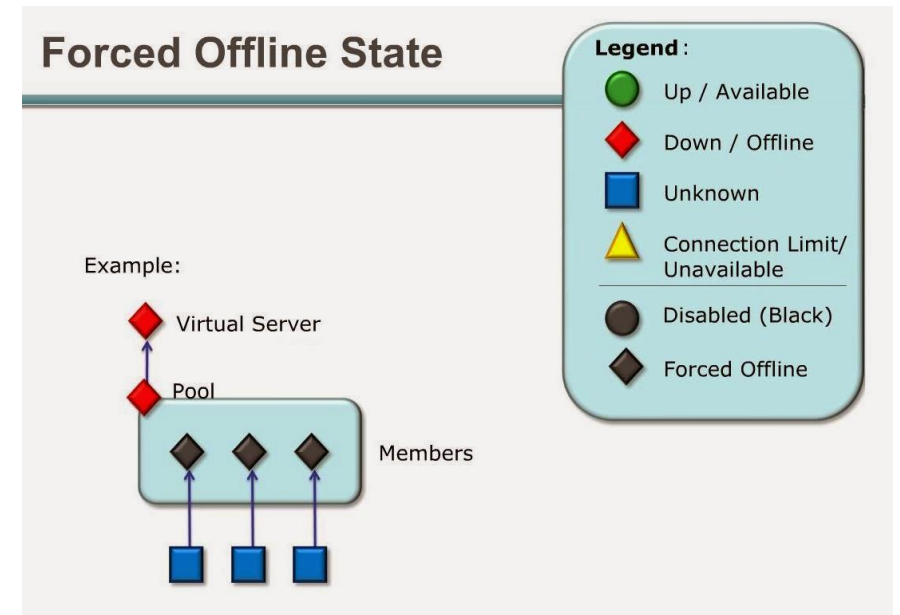 Forced Offline State
Legend:
Up / Available
Down / Offline
Unknown
Connection Limit/
Unavailable
Disabled (Black)
Forced Offline
Example:
Virtual Server
Pool
Members